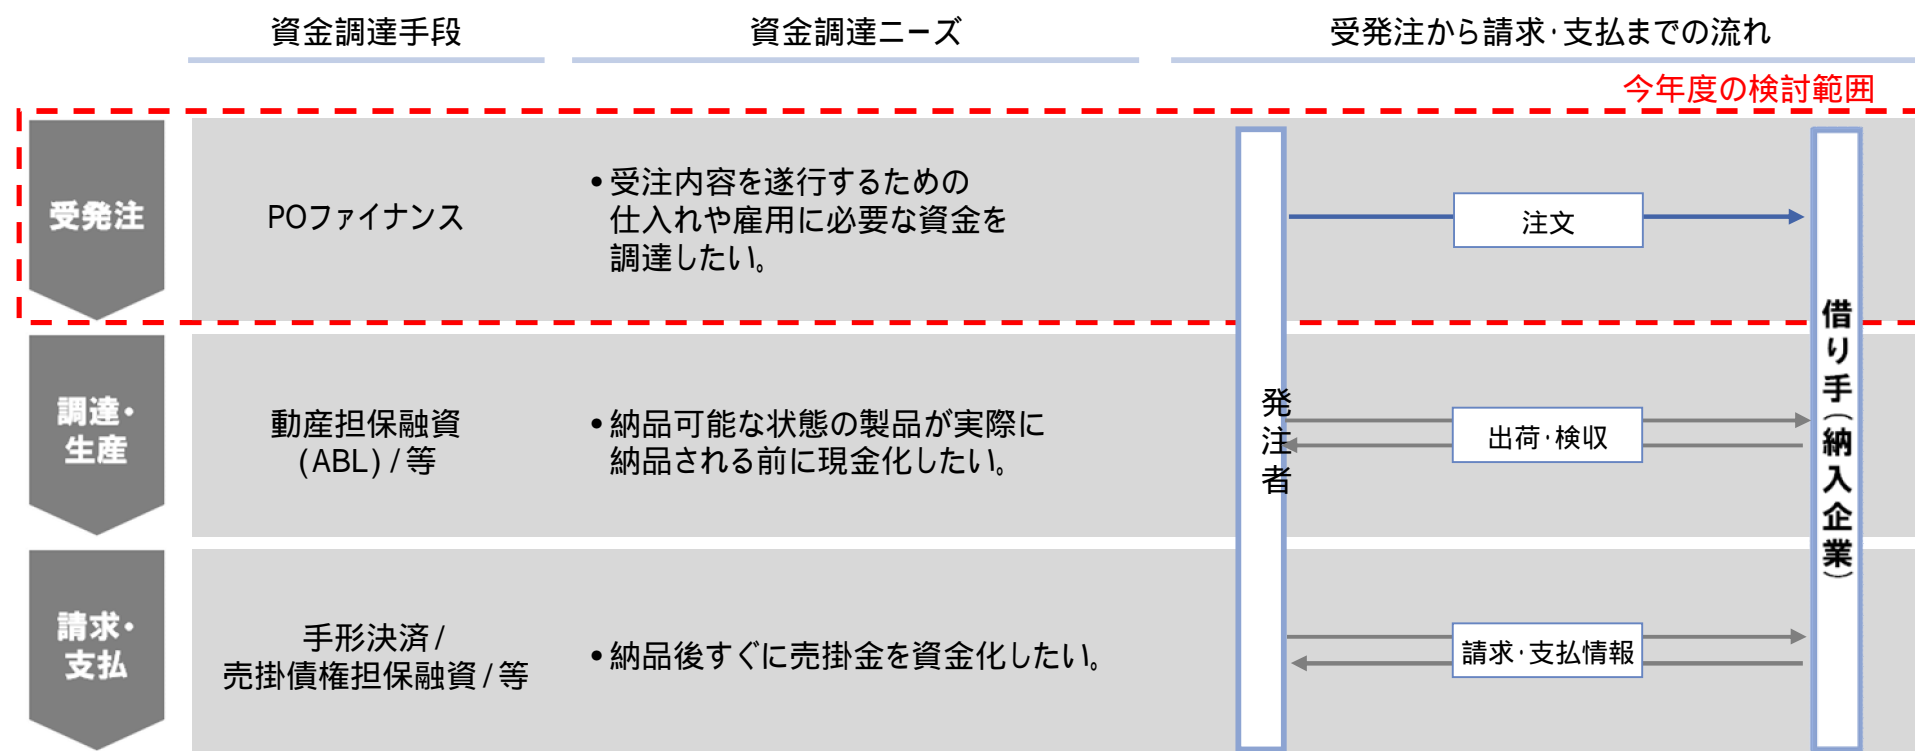 資金調達手段
資金調達ニーズ
受発注から請求･支払までの流れ
今年度の検討範囲
受発注
POファイナンス
•受注内容を遂行するための
仕入れや雇用に必要な資金を
調達したい。
注文
調達・
生産
動産担保融資
(ABL) / 等
•納品可能な状態の製品が実際に
納品される前に現金化したい。
出荷･検収
請求・
支払
手形決済 /
売掛債権担保融資 / 等
•納品後すぐに売掛金を資金化したい。
請求･支払情報
発注者
借り手(納入企業)